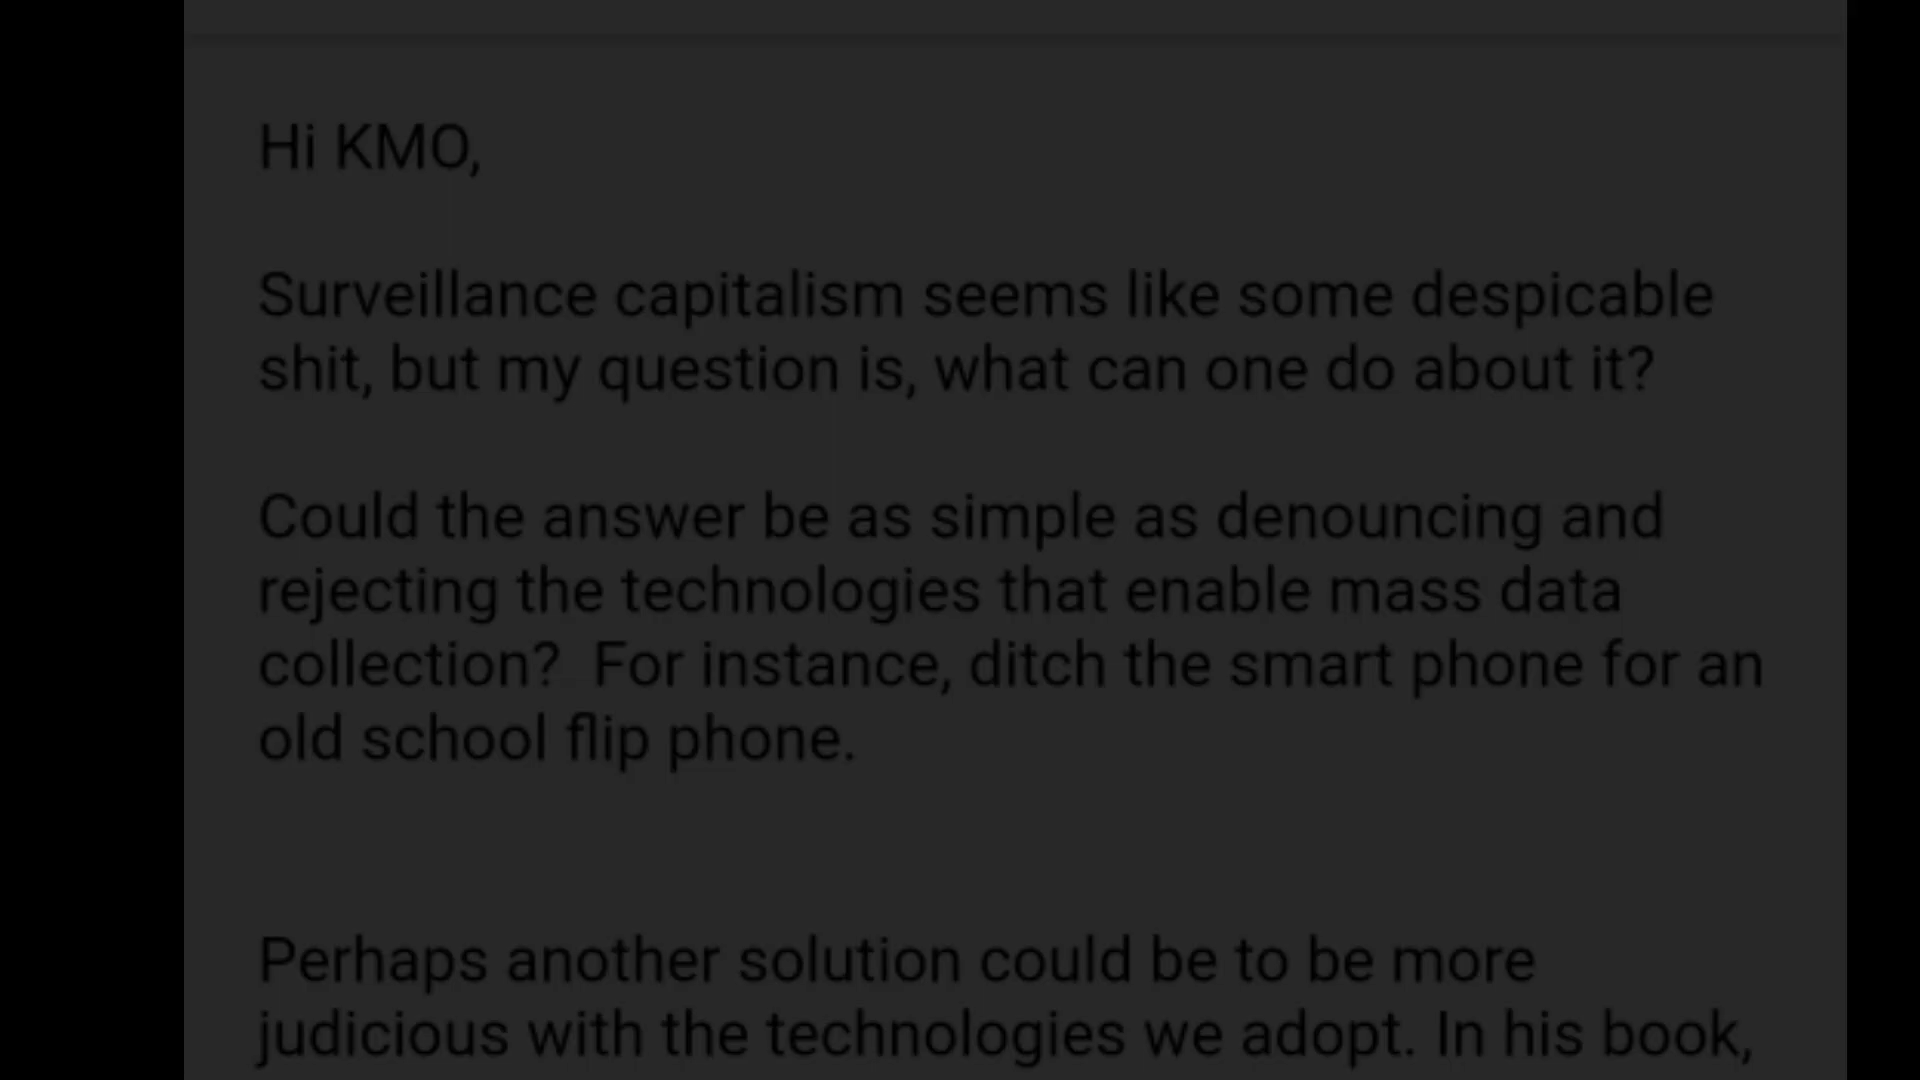 Hi KMO,
Surveillance capitalism seems like some despicable
shit, but my question is, what can one do about it?
Could the answer be as simple as denouncing and
rejecting the technologies that enable mass data
collection?  For instance, ditch the smart phone for an
old school flip phone.
Perhaps another solution could be to be more
judicious with the technologies we adopt. In his book,